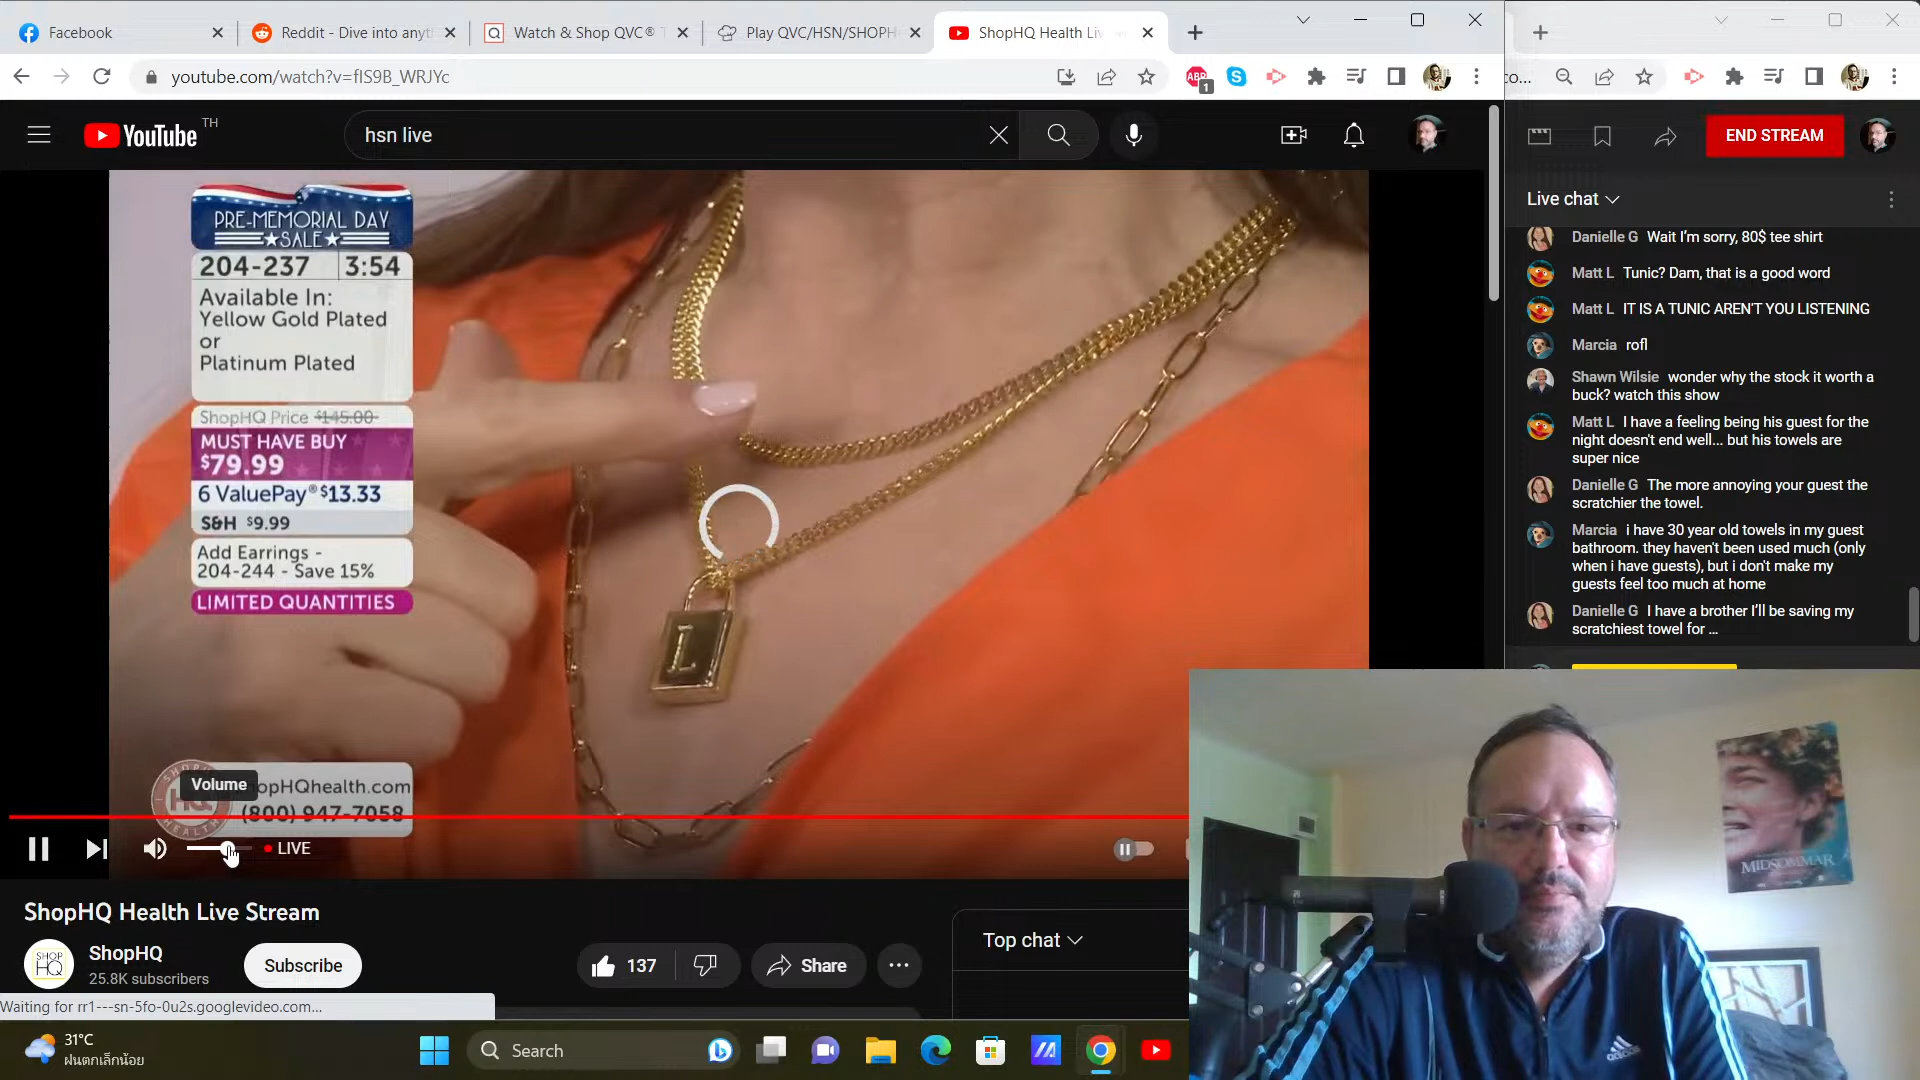 Facebook
Reddit - Dive into anyt
Watch & Shop QVC® T
Play QVC/HSN/SHOPH
ShopHQ Health Liv
youtube.com/watch?v=fIS9B_WRJYc
ABP
1
co...
YouTube TH
hsn live
END STREAM
PRE-MEMORIAL DAY
SALE
204-237 3:54
Available In:
Yellow Gold Plated
or
Platinum Plated
ShopHQ Price $145.00
MUST HAVE BUY
$79.99
6 ValuePay® $13.33
S&H $9.99
Add Earrings -
204-244 - Save 15%
LIMITED QUANTITIES
L
Volume
opHQhealth.com
(800) 947-7058
LIVE
ShopHQ Health Live Stream
SHOP
HQ
ShopHQ
25.8K subscribers
Subscribe
137
Share
Top chat
Waiting for rr1---sn-5fo-0u2s.googlevideo.com...
Live chat
Danielle G Wait I'm sorry, 80$ tee shirt
Matt L Tunic? Dam, that is a good word
Matt L IT IS A TUNIC AREN'T YOU LISTENING
Marcia rofl
Shawn Wilsie wonder why the stock it worth a
buck? watch this show
Matt L I have a feeling being his guest for the
night doesn't end well... but his towels are
super nice
Danielle G The more annoying your guest the
scratchier the towel.
Marcia i have 30 year old towels in my guest
bathroom. they haven't been used much (only
when i have guests), but i don't make my
guests feel too much at home
Danielle G I have a brother I'll be saving my
scratchiest towel for ...
MIDSOMMAR
adidas
31°C
ฝนตกเล็กน้อย
Search